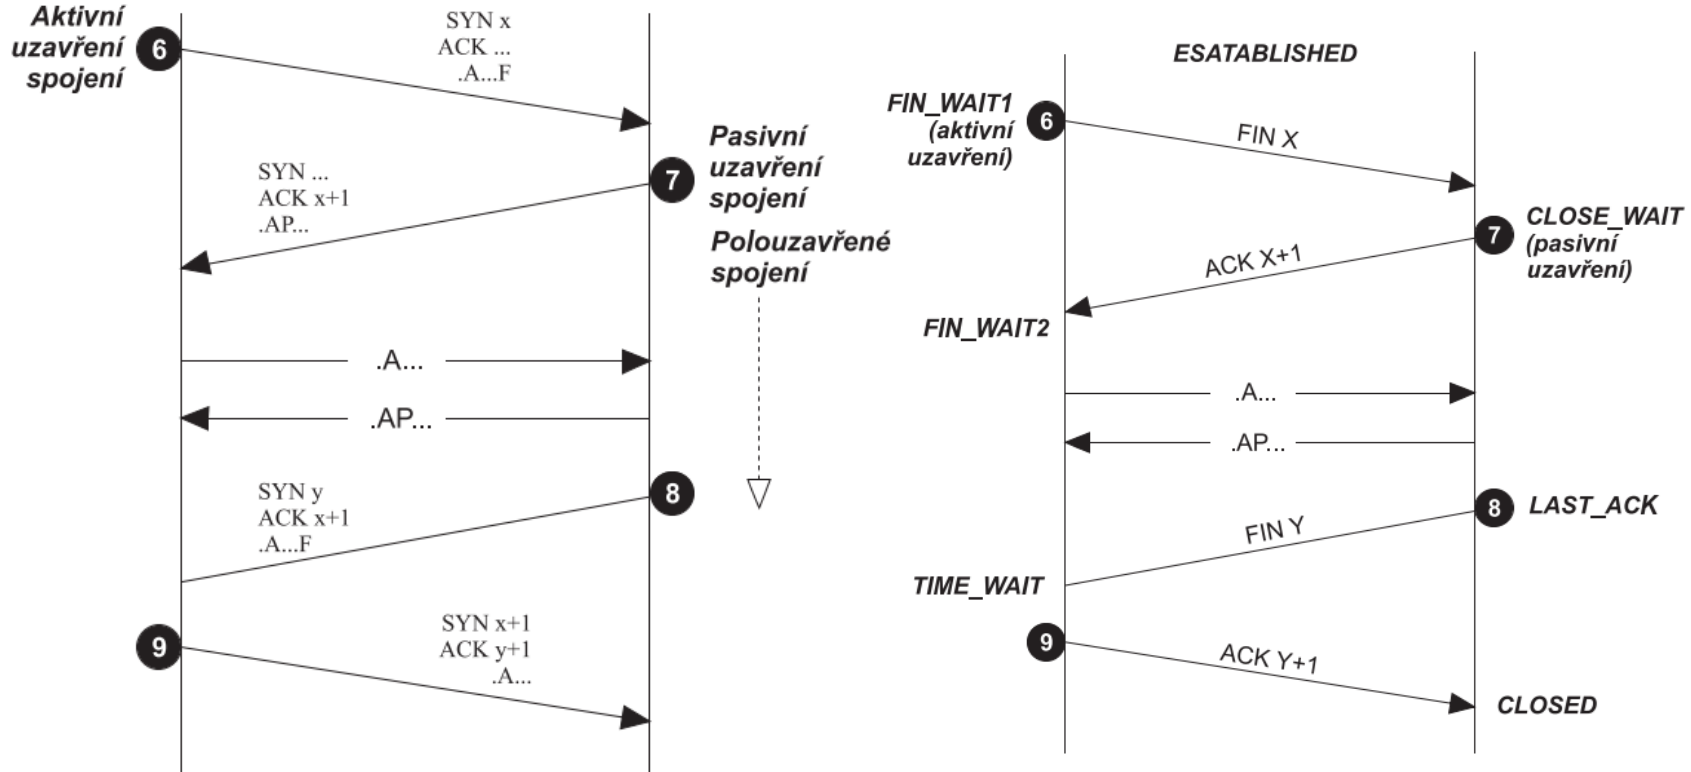 Aktivní
uzavření
spojení
6
SYN x
ACK ...
.A...F
Pasivní
uzavření
spojení
7
SYN ...
ACK x+1
.AP...
Polouzavřené
spojení
.A...
.AP...
8
SYN y
ACK x+1
.A...F
9
SYN x+1
ACK y+1
.A...
ESATABLISHED
FIN_WAIT1
(aktivní
uzavření)
6
FIN X
7
CLOSE_WAIT
(pasivní
uzavření)
ACK X+1
FIN_WAIT2
.A...
.AP...
8
LAST_ACK
FIN Y
TIME_WAIT
9
ACK Y+1
CLOSED